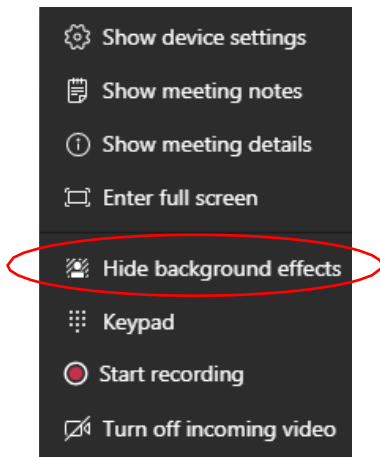 Show device settings
Show meeting notes
Show meeting details
Enter full screen
Hide background effects
Keypad
Start recording
Turn off incoming video